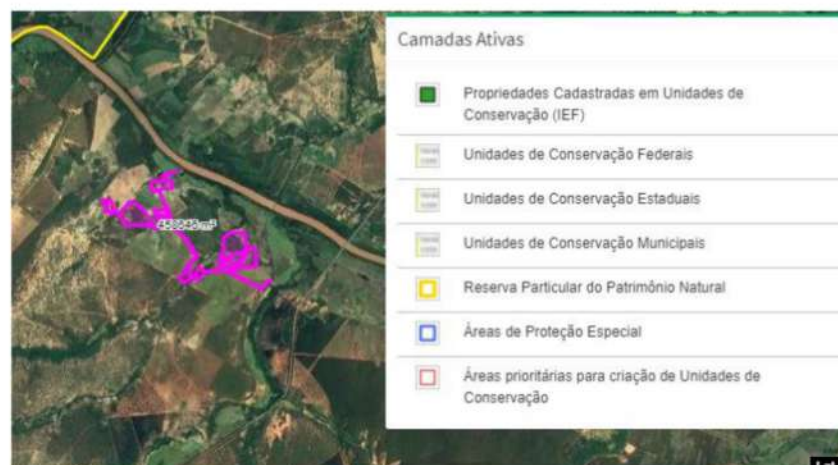 Camadas Ativas
Propriedades Cadastradas em Unidades de
Conservação (IEF)
Unidades de Conservação Federais
Unidades de Conservação Estaduais
Unidades de Conservação Municipais
Reserva Particular do Patrimônio Natural
Áreas de Proteção Especial
Áreas prioritárias para criação de Unidades de
Conservação